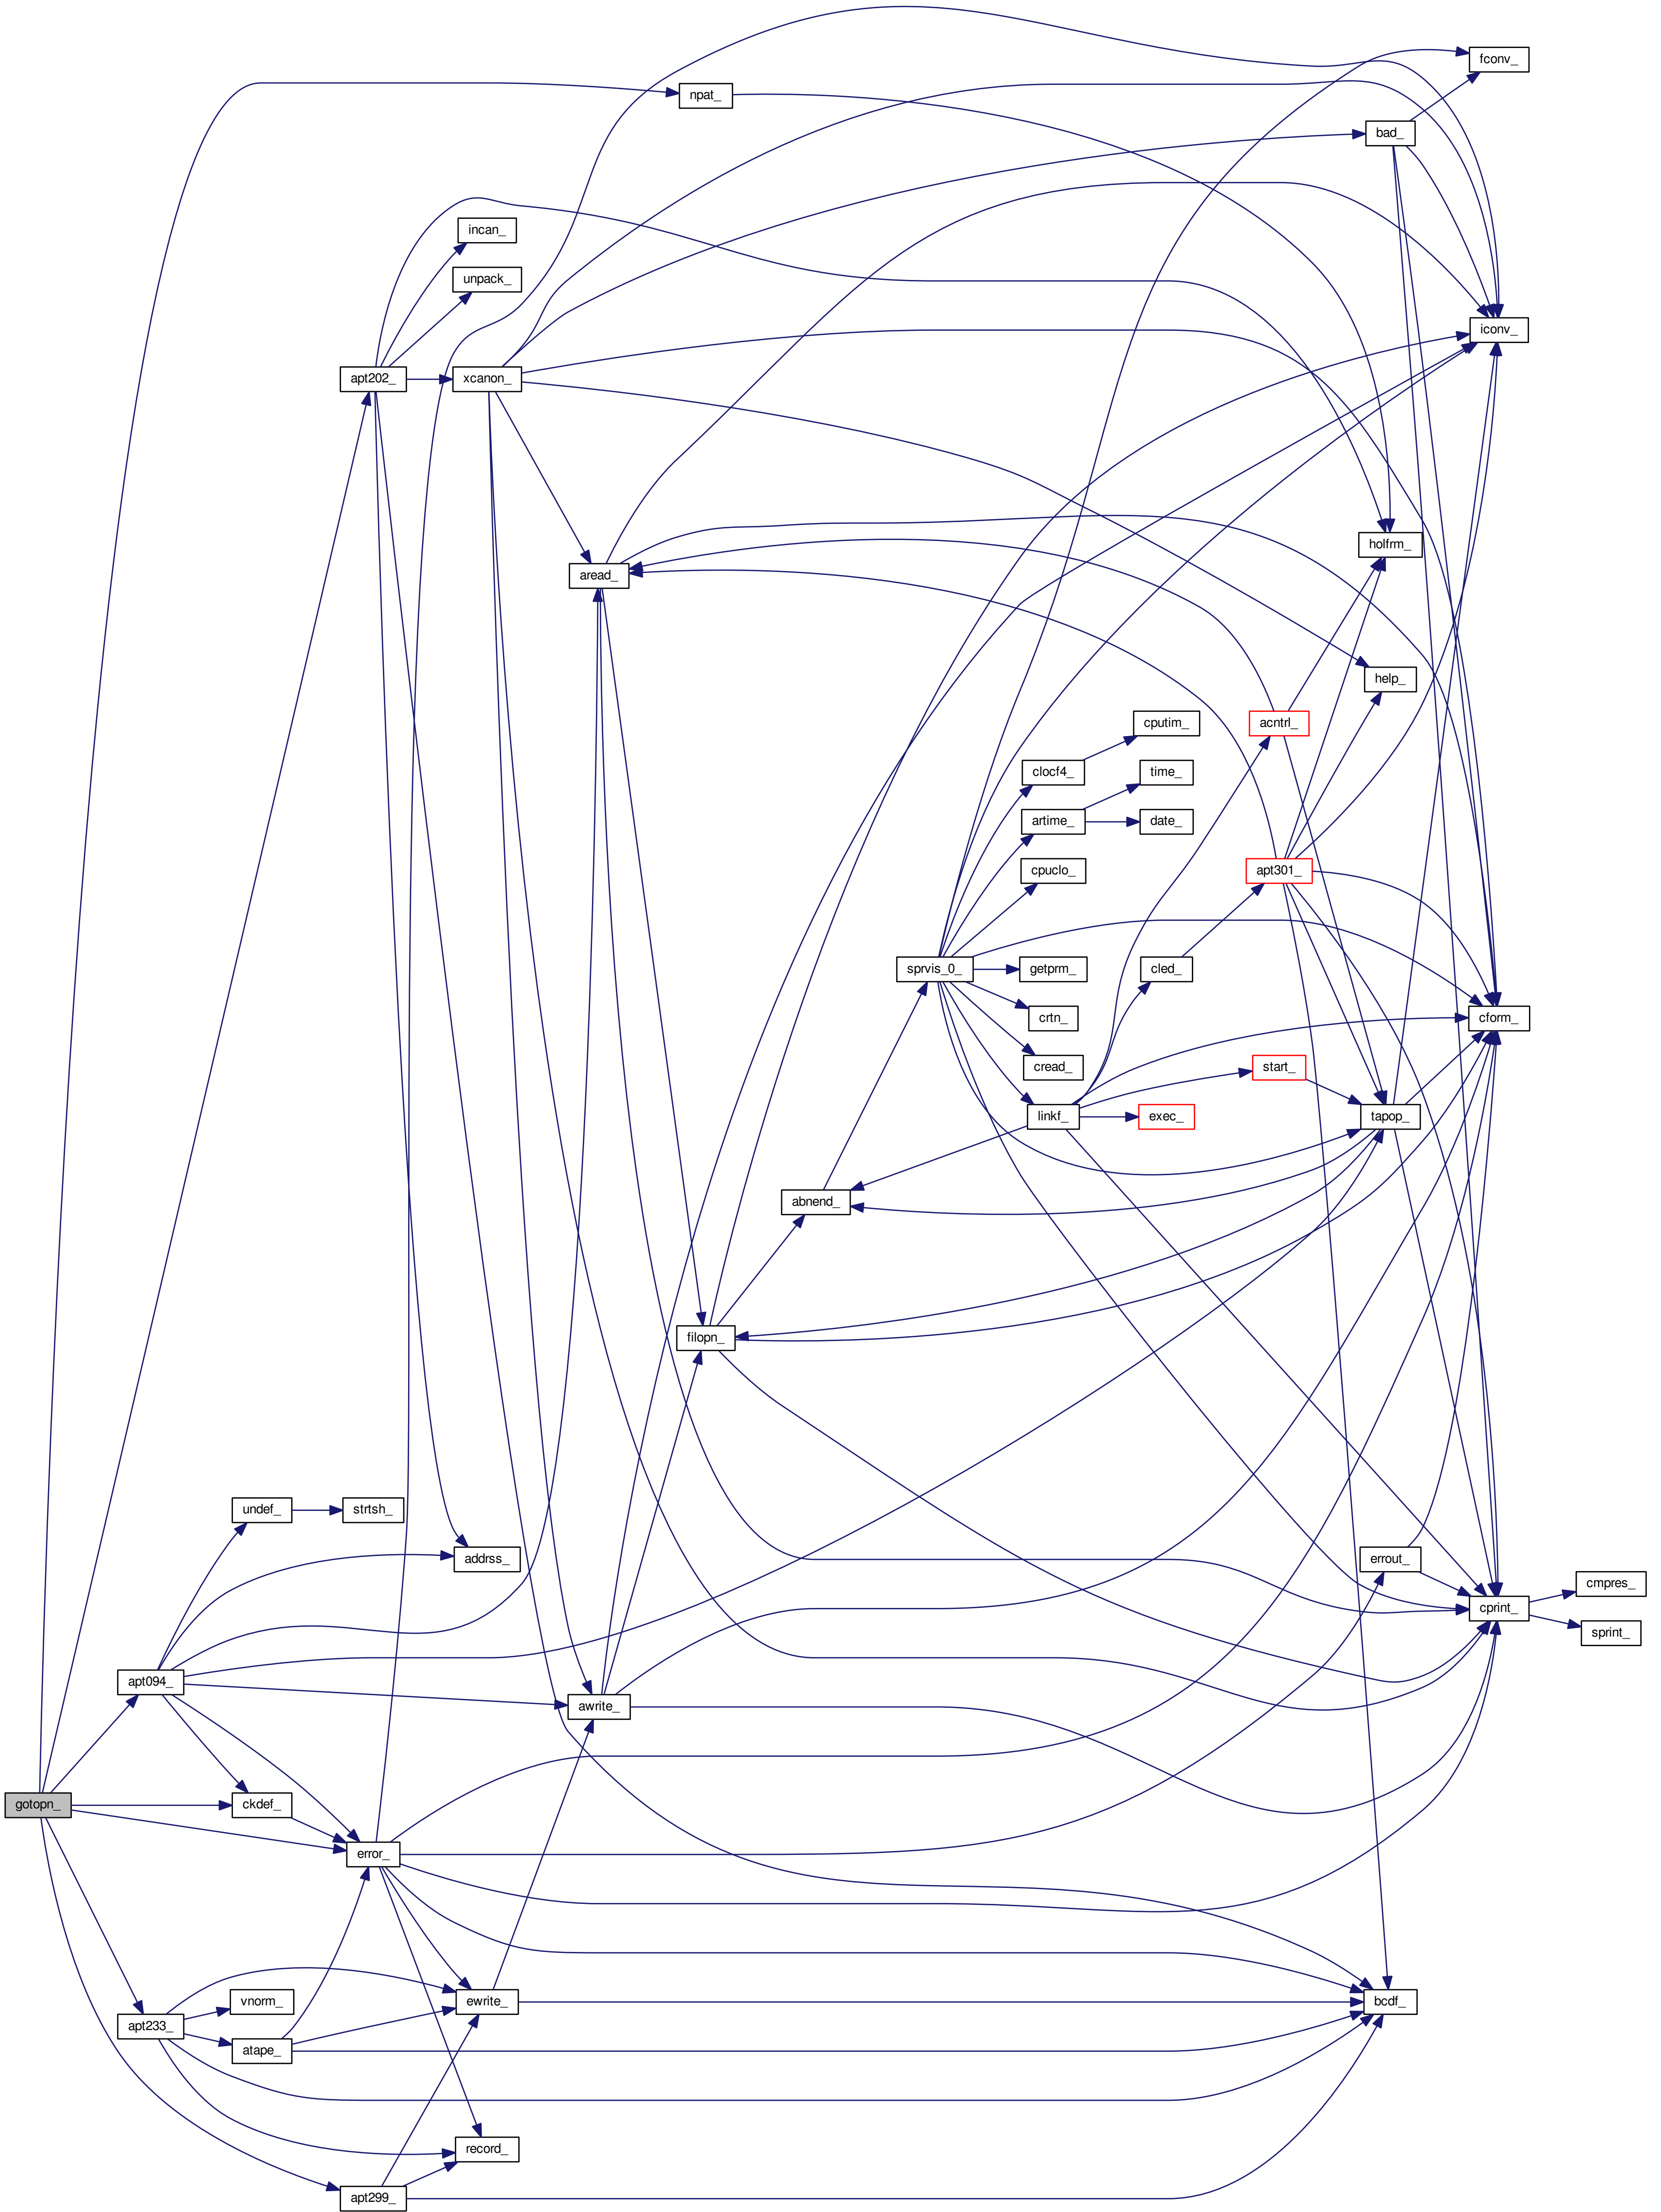 fconv_
npat_
bad_
incan_
unpack_
iconv_
apt202_
xcanon_
holfrm_
aread_
help_
acntrl_
cputim_
clocf4_
time_
artime_
date_
cpuclo_
apt301_
sprvis_0_
getprm_
cled_
crtn_
cform_
cread_
start_
linkf_
exec_
tapop_
abnend_
filopn_
undef_
strtsh_
addrss_
errout_
cmpres_
cprint_
sprint_
apt094_
awrite_
gotopn_
ckdef_
error_
vnorm_
ewrite_
bcdf_
apt233_
atape_
record_
apt299_